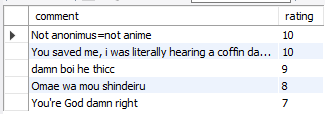 comment rating
Not anonimus=not anime 10
You saved me, i was literally hearing a coffin da... 10
damn boi he thicc 9
Omae wa mou shindeiru 8
You're God damn right 7